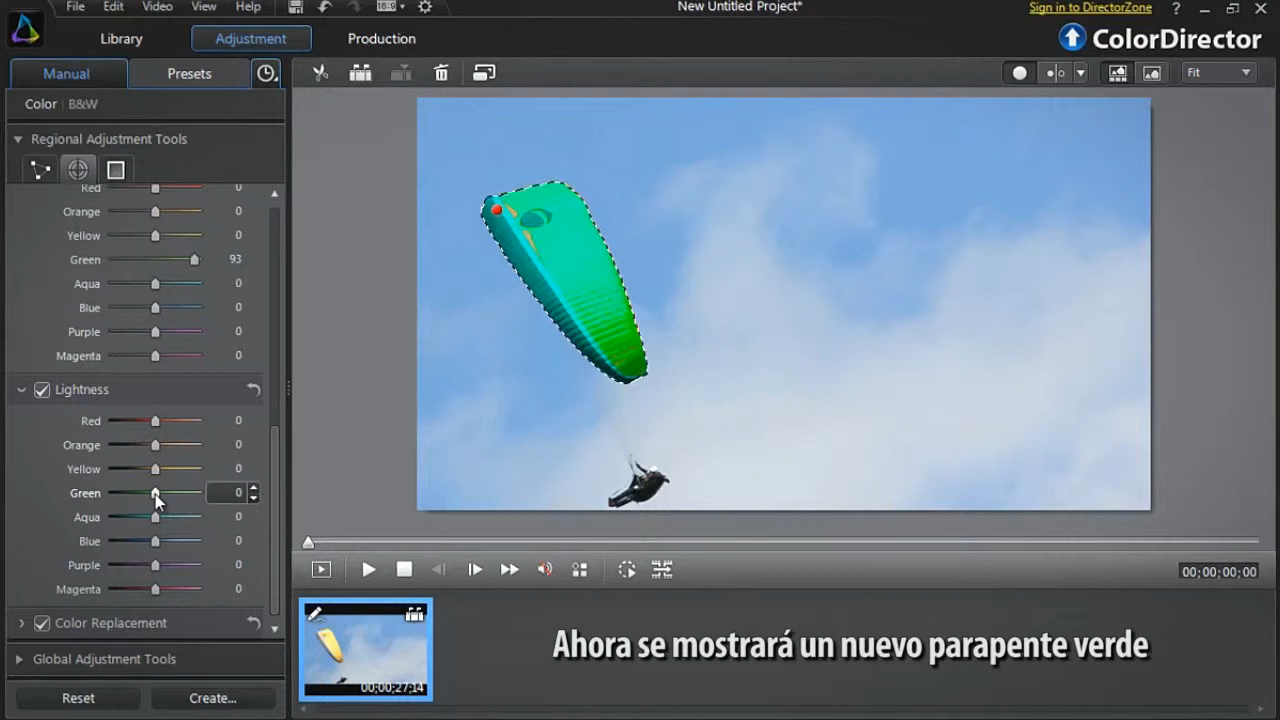 File Edit Video View Help 16:9 New Untitled Project* Sign in to DirectorZone ?
Library Adjustment Production ColorDirector
Manual Presets Fit
Color B&W
Regional Adjustment Tools
Red 0
Orange 0
Yellow 0
Green 93
Aqua 0
Blue 0
Purple 0
Magenta 0
Lightness
Red 0
Orange 0
Yellow 0
Green 0
Aqua 0
Blue 0
Purple 0
Magenta 0
Color Replacement
Global Adjustment Tools
Reset Create...
00;00;00;00
00;00;27;14
Ahora se mostrará un nuevo parapente verde